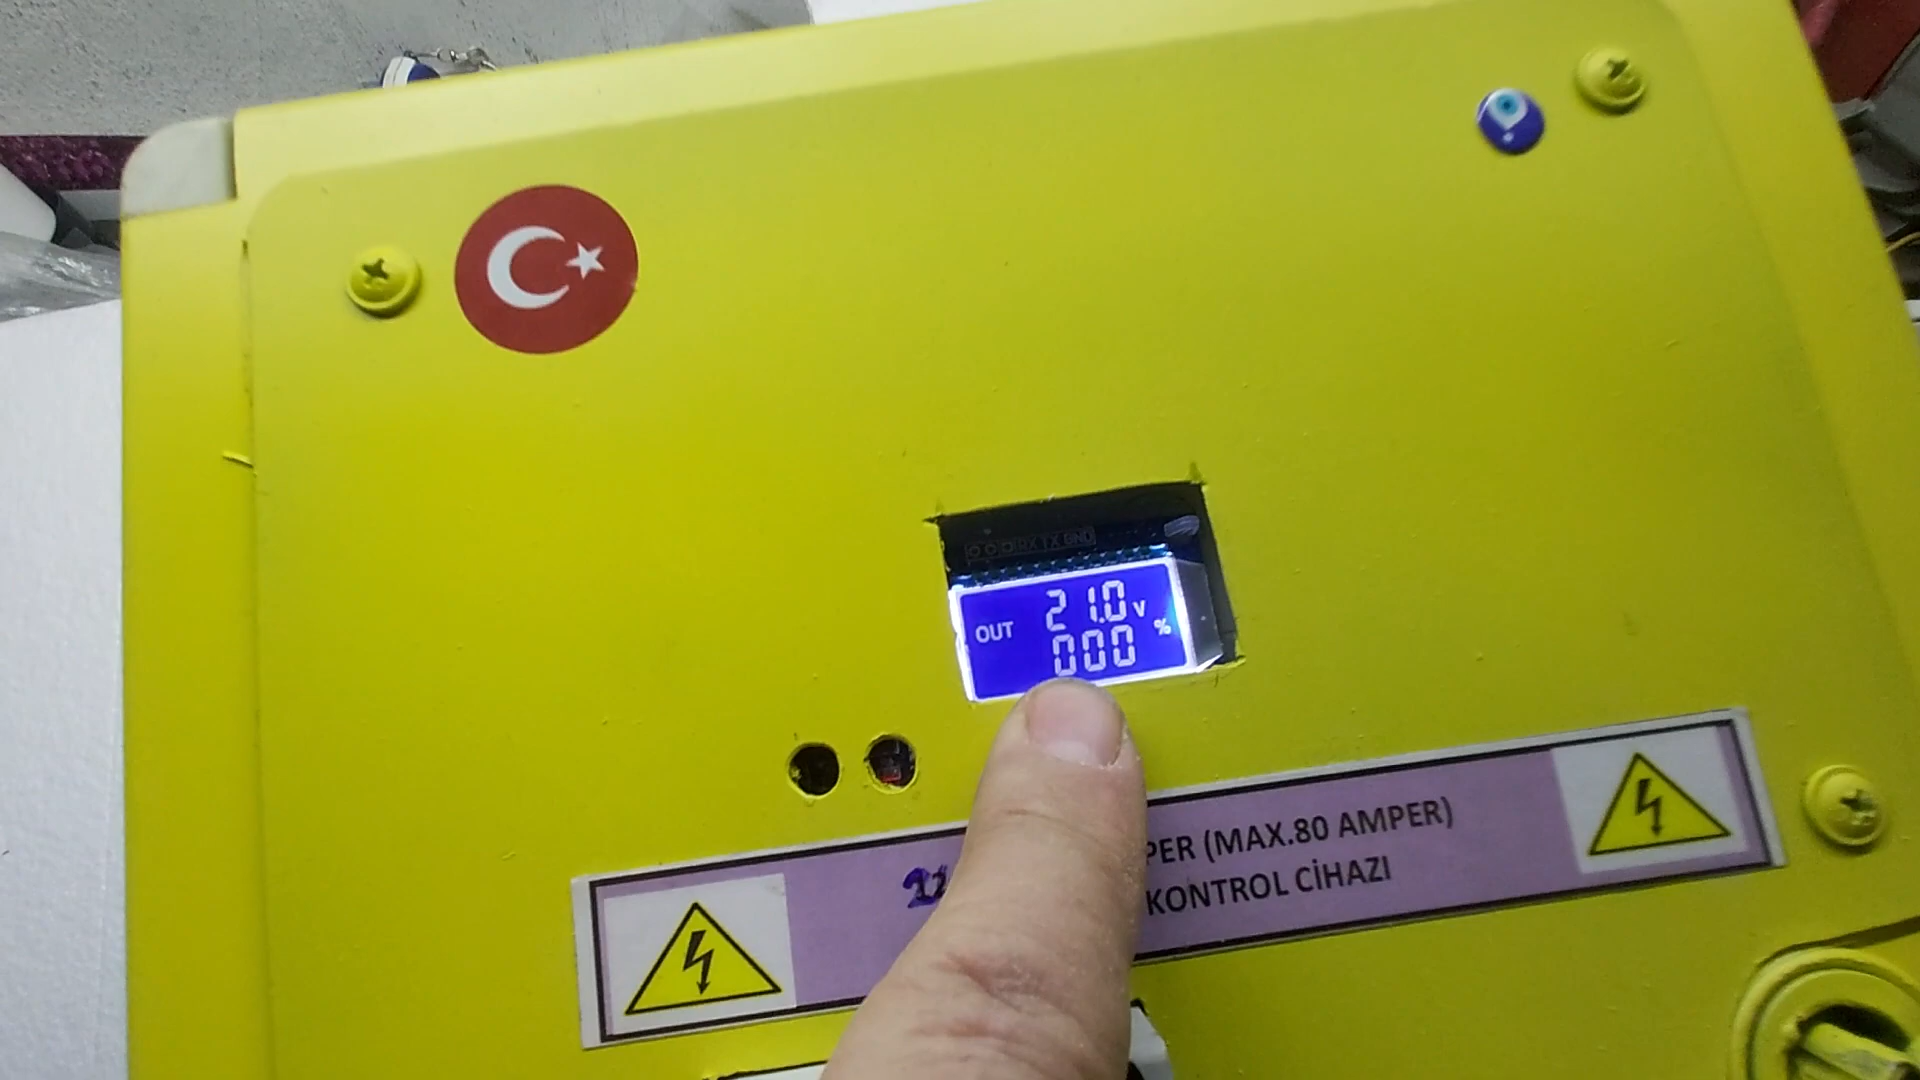 RX TX GND
OUT 21.0 V
000 %
PER (MAX.80 AMPER)
KONTROL CİHAZI